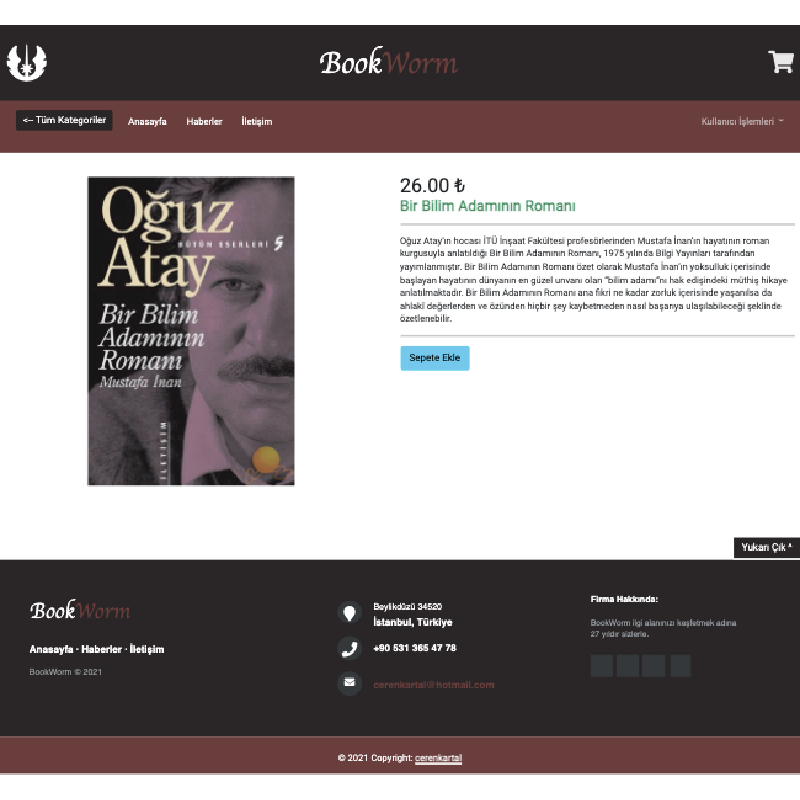 BookWorm
<-- Tüm Kategoriler
Anasayfa
Haberler
İletişim
Kullanıcı İşlemleri
Oğuz
BÜTÜN ESERLERİ 5
Atay
Bir Bilim
Adamının
Romanı
Mustafa İnan
İLETİŞİM
26.00 ₺
Bir Bilim Adamının Romanı
Oğuz Atay'ın hocası İTÜ İnşaat Fakültesi profesörlerinden Mustafa İnan'ın hayatının roman
kurgusuyla anlatıldığı Bir Bilim Adamının Romanı, 1975 yılında Bilgi Yayınları tarafından
yayımlanmıştır. Bir Bilim Adamının Romanı özet olarak Mustafa İnan'ın yoksulluk içerisinde
başlayan hayatının dünyanın en güzel unvanı olan "bilim adamı"nı hak edişindeki müthiş hikaye
anlatılmaktadır. Bir Bilim Adamının Romanı ana fikri ne kadar zorluk içerisinde yaşanılsa da
ahlakî değerlerden ve özünden hiçbir şey kaybetmeden nasıl başarıya ulaşılabileceği şeklinde
özetlenebilir.
Sepete Ekle
Yukarı Çık ^
BookWorm
Anasayfa · Haberler · İletişim
BookWorm © 2021
Beylikdüzü 34520
İstanbul, Türkiye
+90 531 365 47 78
cerenkartal@hotmail.com
Firma Hakkında:
BookWorm ilgi alanınızı keşfetmek adına
27 yıldır sizlerle.
© 2021 Copyright: cerenkartal